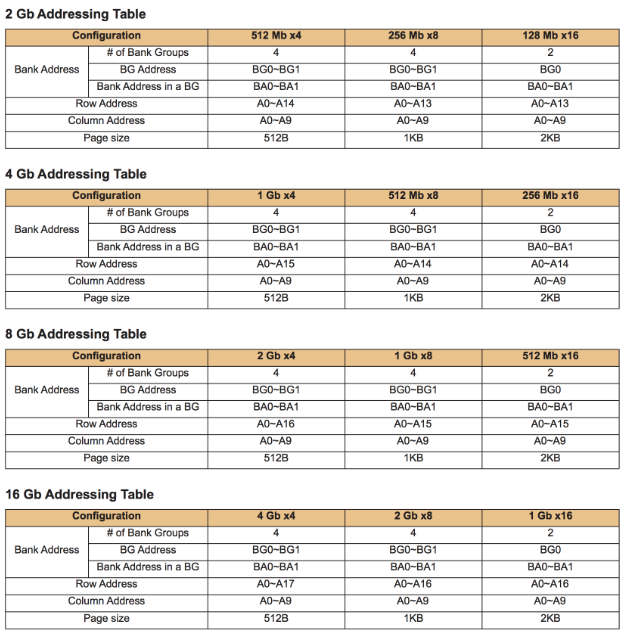 2 Gb Addressing Table
Configuration 512 Mb x4 256 Mb x8 128 Mb x16
# of Bank Groups 4 4 2
Bank Address BG Address BG0~BG1 BG0~BG1 BG0
Bank Address in a BG BA0~BA1 BA0~BA1 BA0~BA1
Row Address A0~A14 A0~A13 A0~A13
Column Address A0~A9 A0~A9 A0~A9
Page size 512B 1KB 2KB
4 Gb Addressing Table
Configuration 1 Gb x4 512 Mb x8 256 Mb x16
# of Bank Groups 4 4 2
Bank Address BG Address BG0~BG1 BG0~BG1 BG0
Bank Address in a BG BA0~BA1 BA0~BA1 BA0~BA1
Row Address A0~A15 A0~A14 A0~A14
Column Address A0~A9 A0~A9 A0~A9
Page size 512B 1KB 2KB
8 Gb Addressing Table
Configuration 2 Gb x4 1 Gb x8 512 Mb x16
# of Bank Groups 4 4 2
Bank Address BG Address BG0~BG1 BG0~BG1 BG0
Bank Address in a BG BA0~BA1 BA0~BA1 BA0~BA1
Row Address A0~A16 A0~A15 A0~A15
Column Address A0~A9 A0~A9 A0~A9
Page size 512B 1KB 2KB
16 Gb Addressing Table
Configuration 4 Gb x4 2 Gb x8 1 Gb x16
# of Bank Groups 4 4 2
Bank Address BG Address BG0~BG1 BG0~BG1 BG0
Bank Address in a BG BA0~BA1 BA0~BA1 BA0~BA1
Row Address A0~A17 A0~A16 A0~A16
Column Address A0~A9 A0~A9 A0~A9
Page size 512B 1KB 2KB